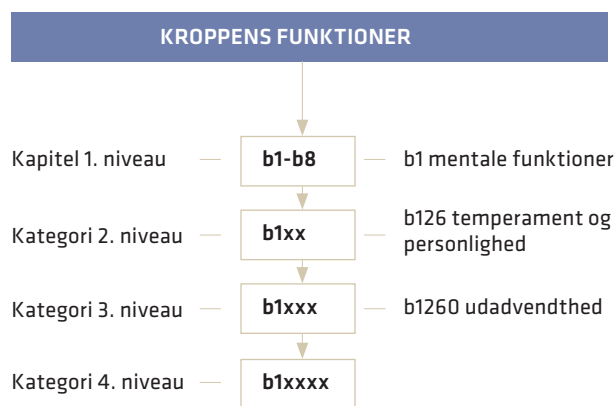 KROPPENS FUNKTIONER
Kapitel 1. niveau b1-b8 b1 mentale funktioner
Kategori 2. niveau b1xx b126 temperament og
personlighed
Kategori 3. niveau b1xxx b1260 udadvendthed
Kategori 4. niveau b1xxxx